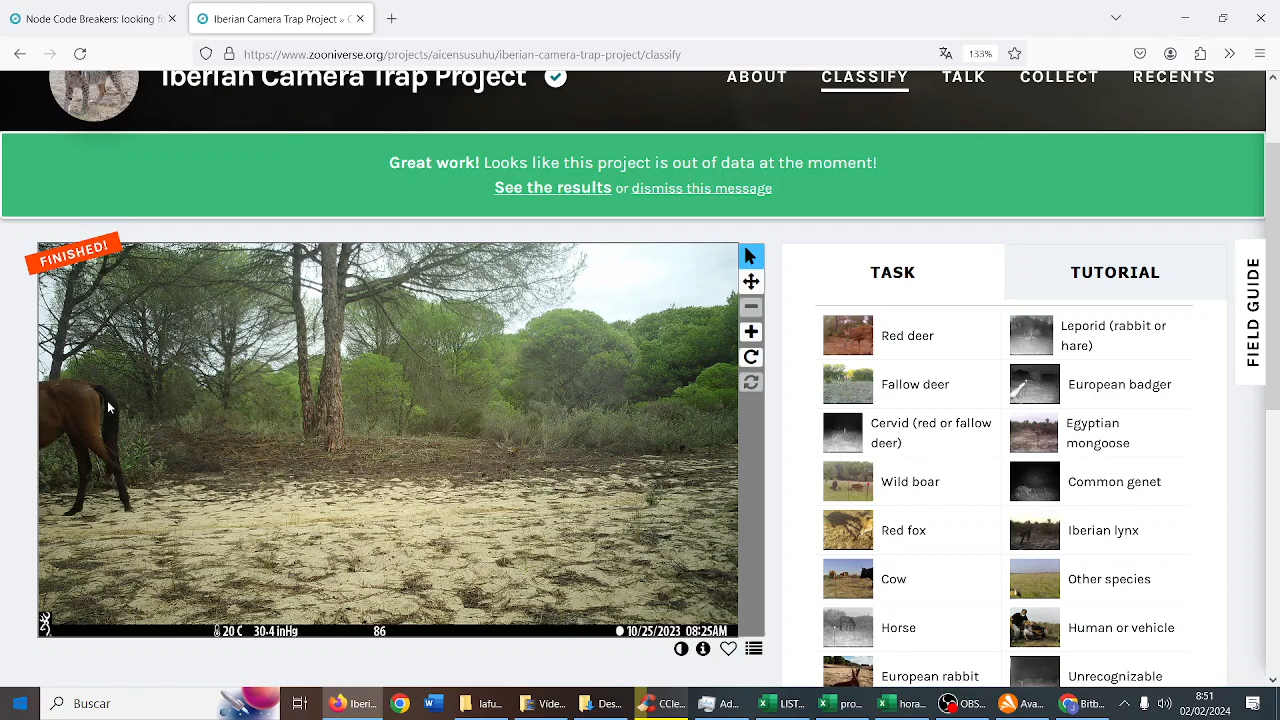 Node Code Breakers: looking fo
Iberian Camera Trap Project » C
https://www.zooniverse.org/projects/aicensusuhu/iberian-camera-trap-project/classify
133%
Iberian Camera Trap Project
ABOUT
CLASSIFY
TALK
COLLECT
RECENTS
Great work! Looks like this project is out of data at the moment!
See the results or dismiss this message
FINISHED!
20 C 30.4 inHg 86 10/25/2023 08:25AM
TASK
TUTORIAL
FIELD GUIDE
Red deer
Leporid (rabbit or
hare)
Fallow deer
European badger
Cervid (red or fallow
deer)
Egyptian
mongoose
Wild boar
Common genet
Red fox
Iberian lynx
Cow
Other species
Horse
Human or vehicle
European rabbit
Unrecognizable
Buscar
CCle
Ad
LIST
pro
hora
OBS
Ava
Bib
8:51
02/02/2024